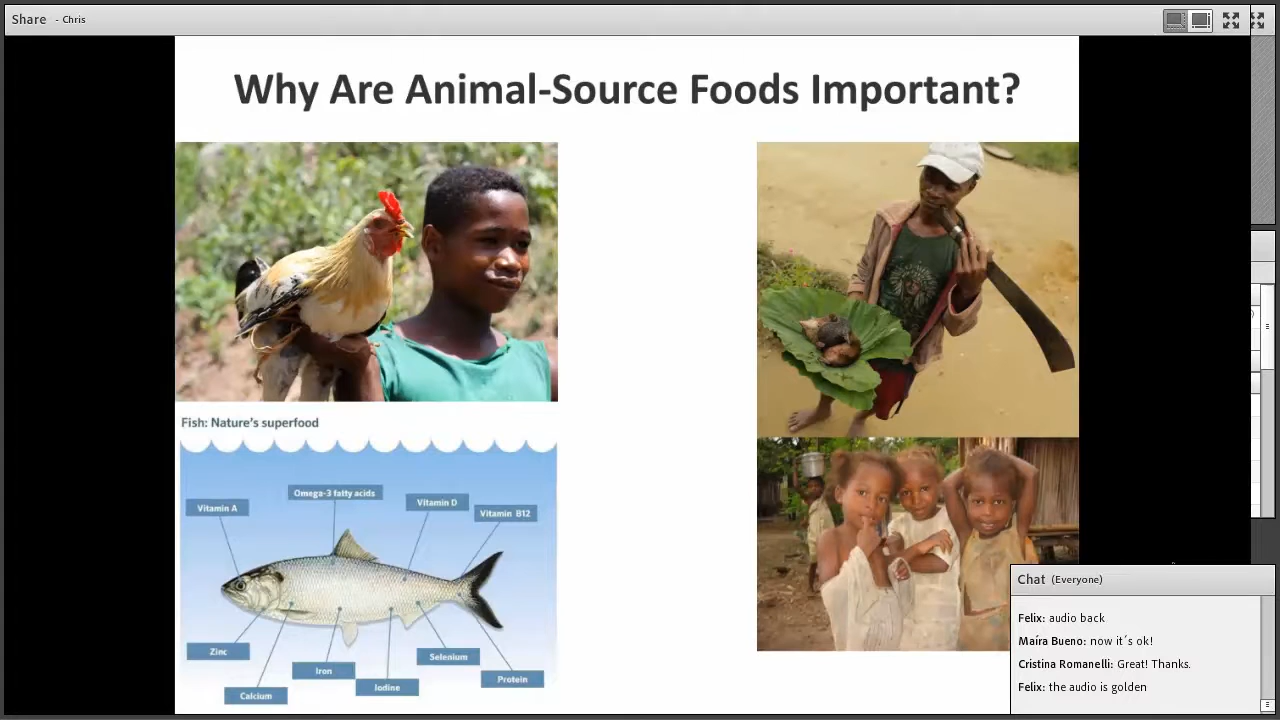 Share - Chris
Why Are Animal-Source Foods Important?
Fish: Nature's superfood
Omega-3 fatty acids
Vitamin A
Vitamin D
Vitamin B12
Zinc
Calcium
Iron
Iodine
Selenium
Protein
Chat (Everyone)
Felix: audio back
Maíra Bueno: now it´s ok!
Cristina Romanelli: Great! Thanks.
Felix: the audio is golden